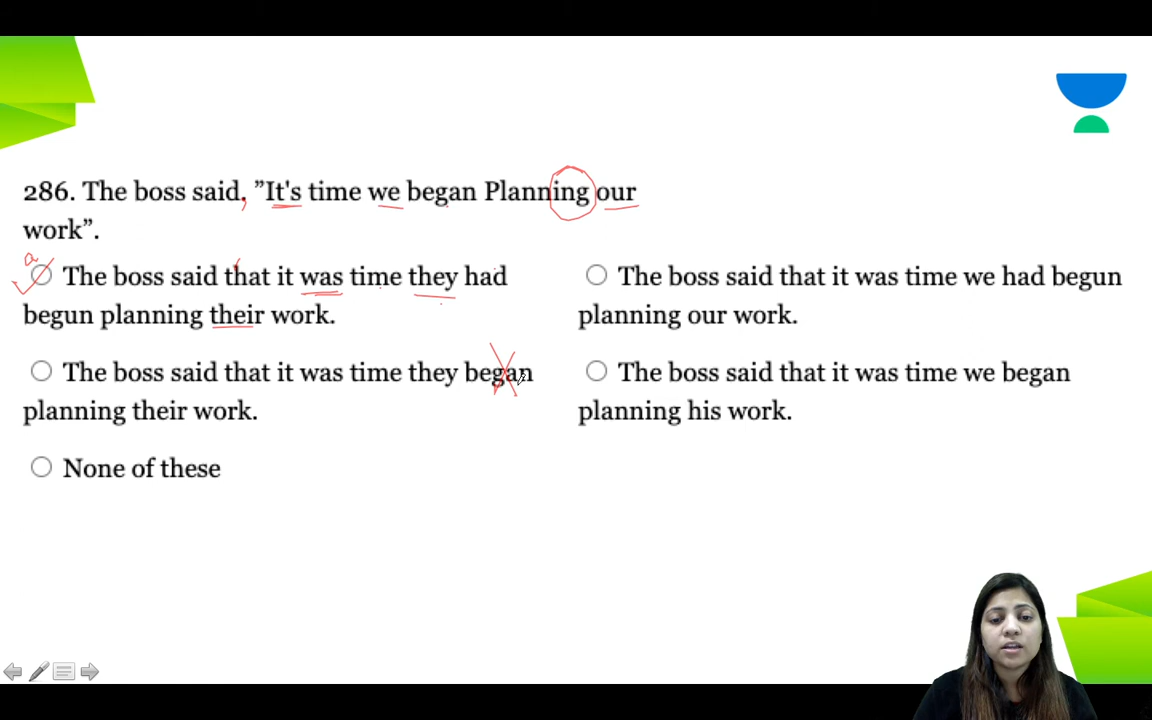 286. The boss said, ”It's time we began Planning our
work”.
a
The boss said that it was time they had
begun planning their work.
The boss said that it was time we had begun
planning our work.
The boss said that it was time they began
planning their work.
The boss said that it was time we began
planning his work.
None of these